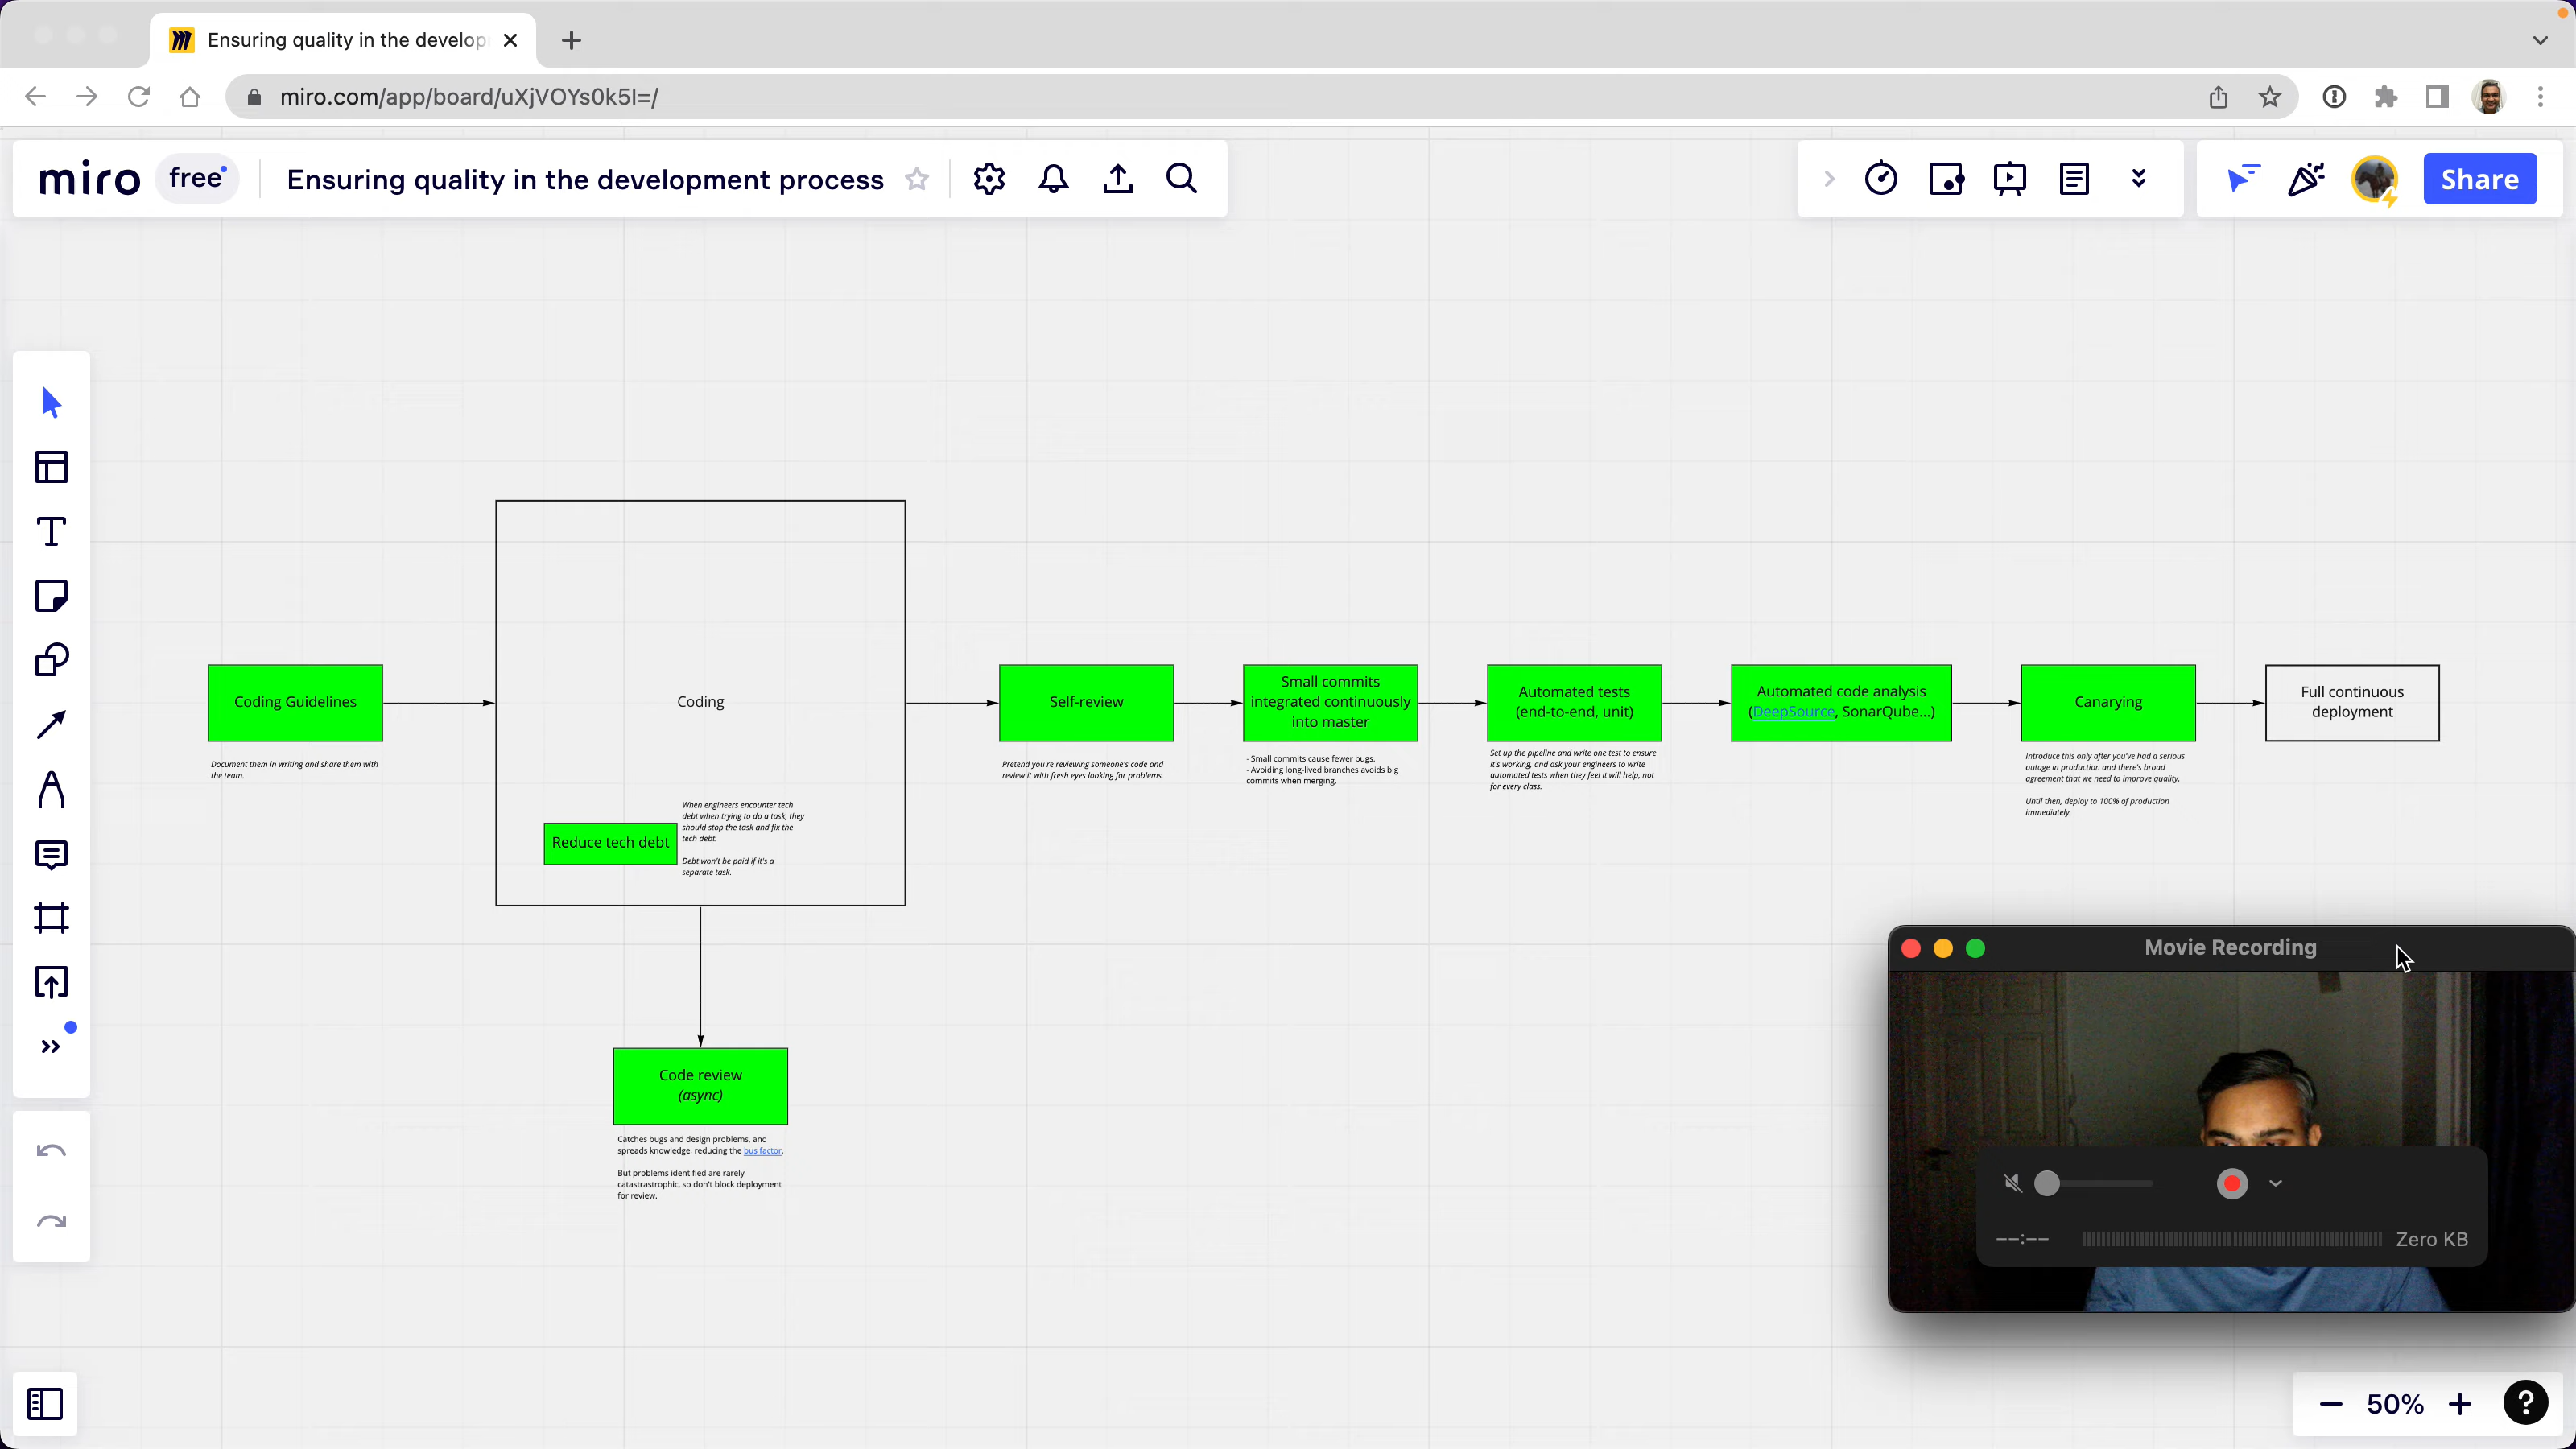 Ensuring quality in the develop
miro.com/app/board/uXjVOYs0k5I=/
miro
free
Ensuring quality in the development process
Share
Coding Guidelines
Document them in writing and share them with
the team.
Coding
Reduce tech debt
When engineers encounter tech
debt when trying to do a task, they
should stop the task and fix the
tech debt.
Debt won't be paid if it's a
separate task.
Self-review
Pretend you're reviewing someone's code and
review it with fresh eyes looking for problems.
Small commits
integrated continuously
into master
- Small commits cause fewer bugs.
- Avoiding long-lived branches avoids big
commits when merging.
Automated tests
(end-to-end, unit)
Set up the pipeline and write one test to ensure
it's working, and ask your engineers to write
automated tests when they feel it will help, not
for every class.
Automated code analysis
(DeepSource, SonarQube...)
Canarying
Introduce this only after you've had a serious
outage in production and there's broad
agreement that we need to improve quality.
Until then, deploy to 100% of production
immediately.
Full continuous
deployment
Code review
(async)
Catches bugs and design problems, and
spreads knowledge, reducing the bus factor.
But problems identified are rarely
catastrastrophic, so don't block deployment
for review.
Movie Recording
--:--
Zero KB
50%
?